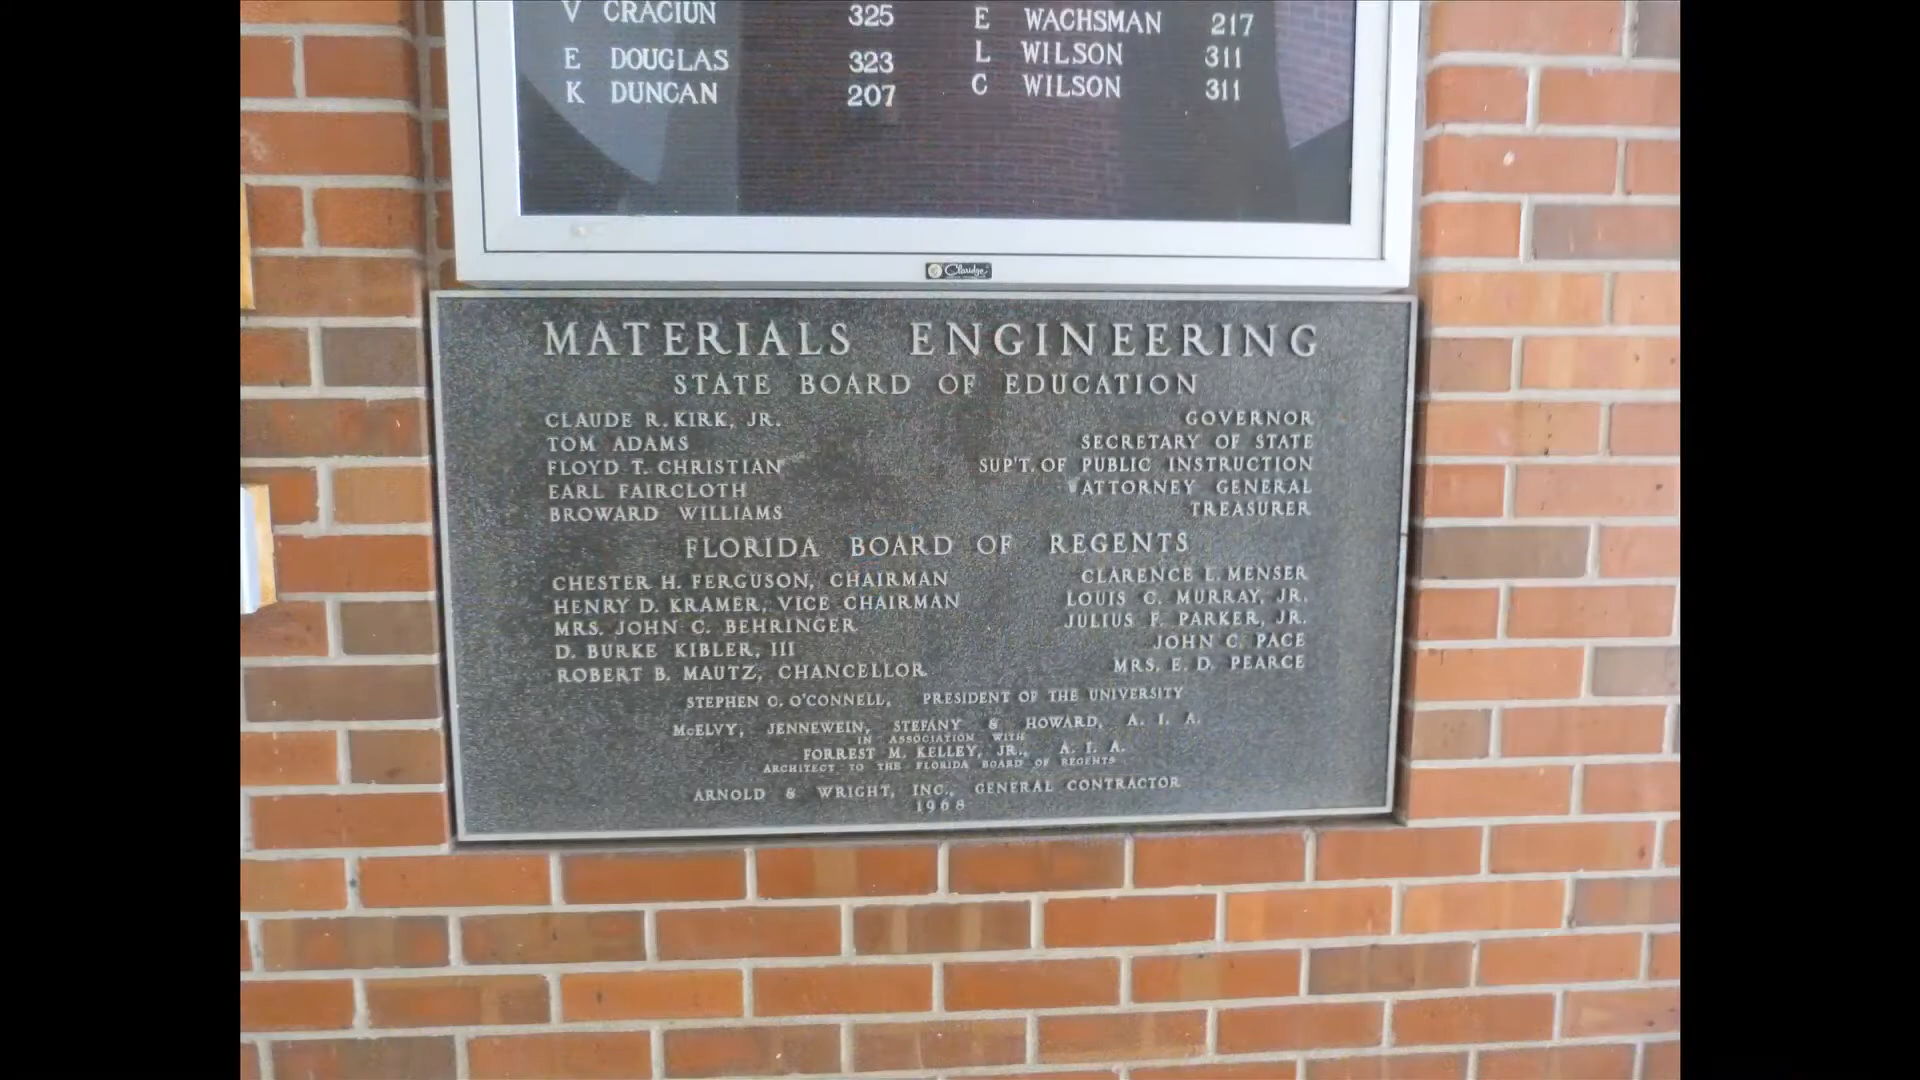 V CRACIUN 325 E WACHSMAN 217
E DOUGLAS 323 L WILSON 311
K DUNCAN 207 C WILSON 311
Claridge
MATERIALS ENGINEERING
STATE BOARD OF EDUCATION
CLAUDE R. KIRK, JR. GOVERNOR
TOM ADAMS SECRETARY OF STATE
FLOYD T. CHRISTIAN SUP'T. OF PUBLIC INSTRUCTION
EARL FAIRCLOTH ATTORNEY GENERAL
BROWARD WILLIAMS TREASURER
FLORIDA BOARD OF REGENTS
CHESTER H. FERGUSON, CHAIRMAN CLARENCE L. MENSER
HENRY D. KRAMER, VICE CHAIRMAN LOUIS C. MURRAY, JR.
MRS. JOHN C. BEHRINGER JULIUS F. PARKER, JR.
D. BURKE KIBLER, III JOHN C. PACE
ROBERT B. MAUTZ, CHANCELLOR MRS. E. D. PEARCE
STEPHEN C. O'CONNELL, PRESIDENT OF THE UNIVERSITY
McELVY, JENNEWEIN, STEFANY & HOWARD, A. I. A.
IN ASSOCIATION WITH
FORREST M. KELLEY, JR., A. I. A.
ARCHITECT TO THE FLORIDA BOARD OF REGENTS
ARNOLD & WRIGHT, INC., GENERAL CONTRACTOR
1968